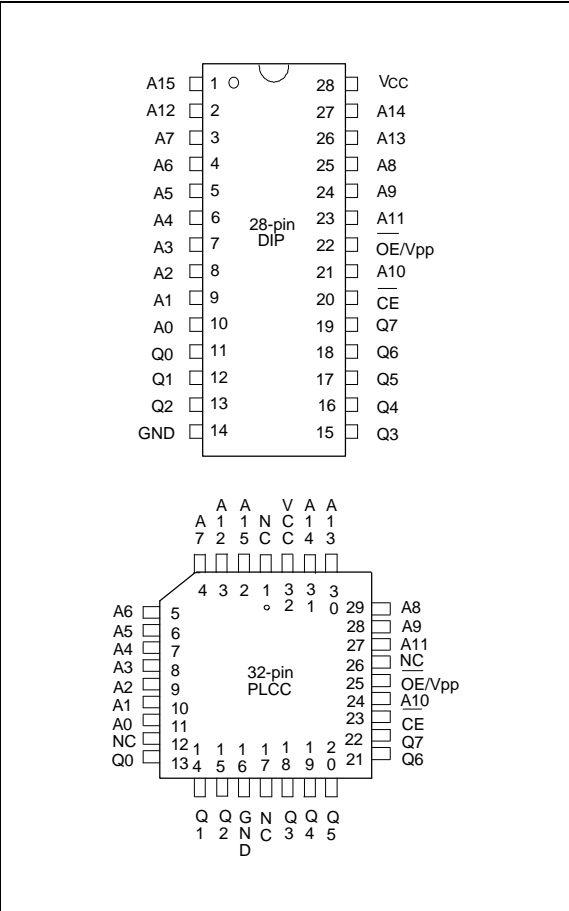 A15 1 28 VCC
A12 2 27 A14
A7 3 26 A13
A6 4 25 A8
A5 5 24 A9
A4 6 23 A11
28-pin
DIP
A3 7 22 OE/Vpp
A2 8 21 A10
A1 9 20 CE
A0 10 19 Q7
Q0 11 18 Q6
Q1 12 17 Q5
Q2 13 16 Q4
GND 14 15 Q3
A7 A12 A15 NC VCC A14 A13
4 3 2 1 32 31 30
A6 5 29 A8
A5 6 28 A9
A4 7 27 A11
A3 8 26 NC
32-pin
PLCC
A2 9 25 OE/Vpp
A1 10 24 A10
A0 11 23 CE
NC 12 22 Q7
Q0 13 21 Q6
14 15 16 17 18 19 20
Q1 Q2 GND NC Q3 Q4 Q5